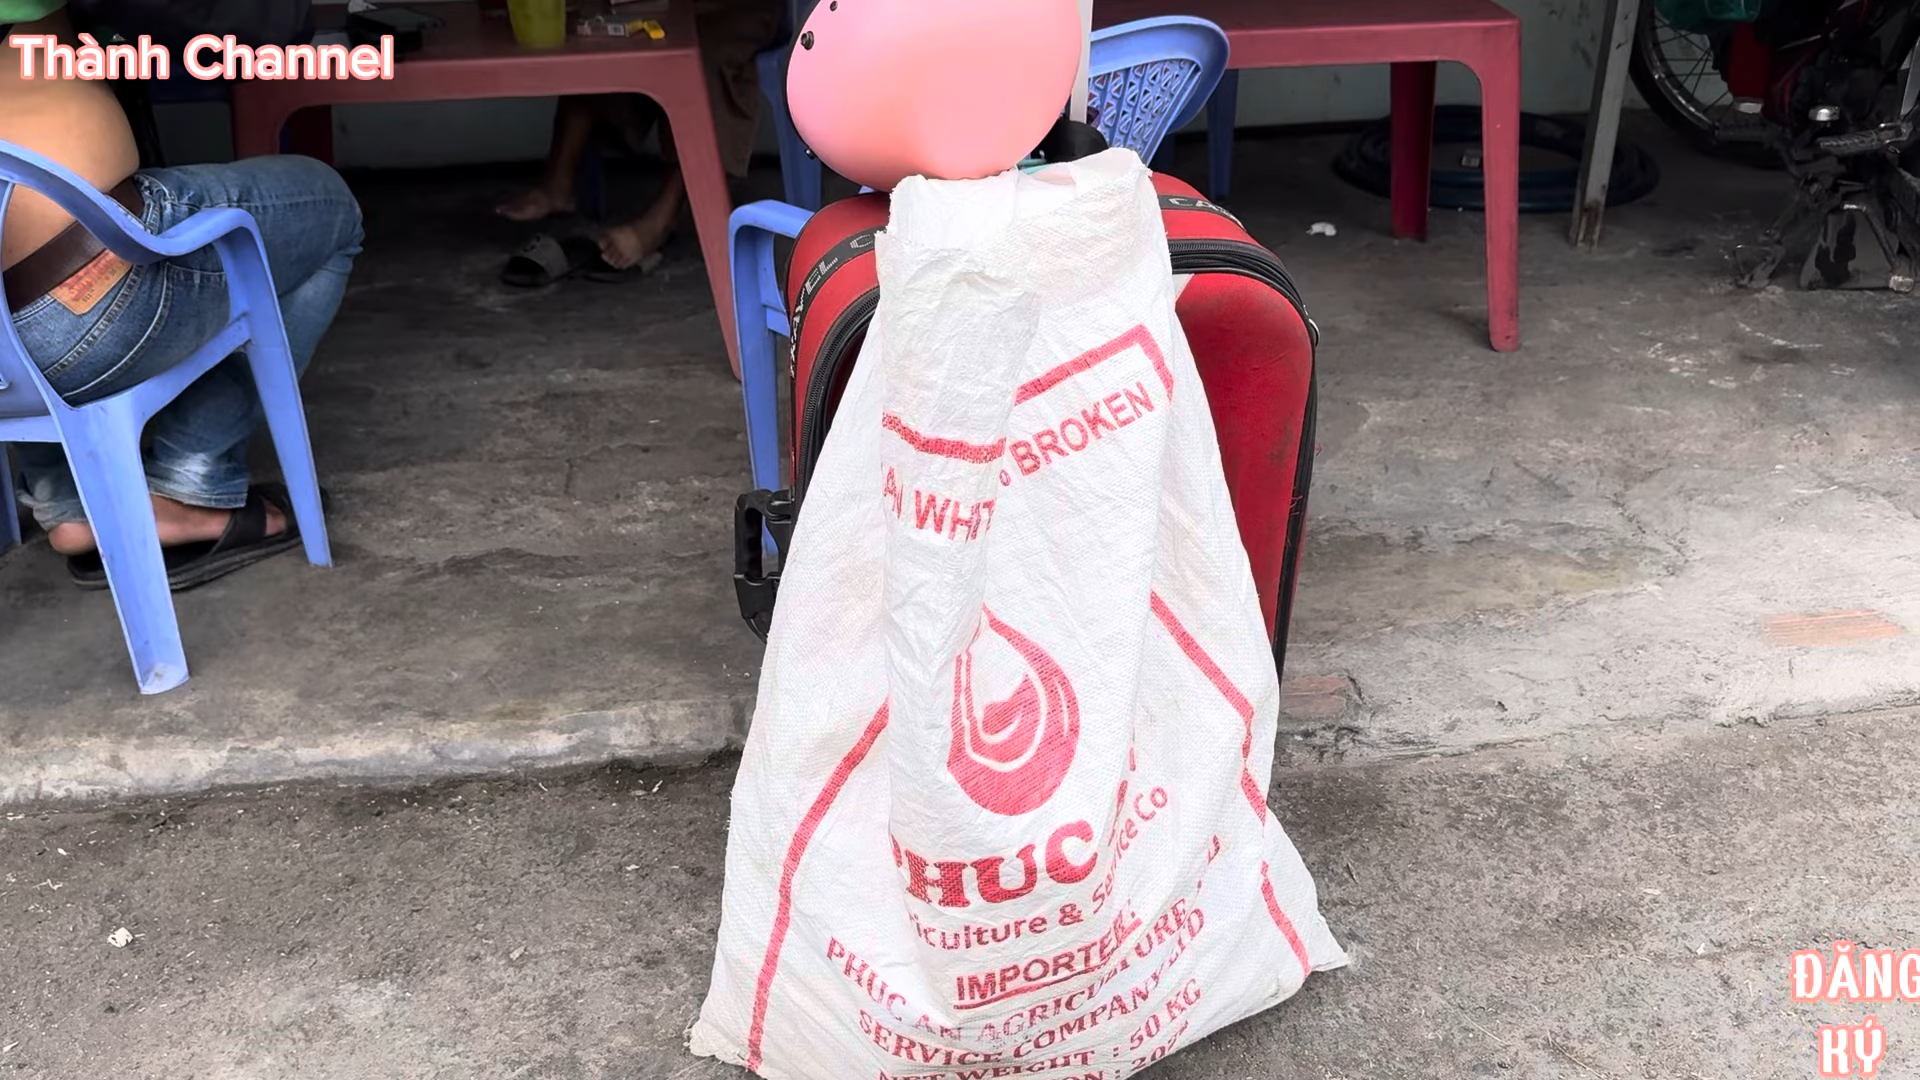 Thành Channel
BROKEN
WHIT
PHUC
iculture & Service Co
IMPORTER:
PHUC AN AGRICULTURE,
SERVICE COMPANY LTD
NET WEIGHT : 50 KG
ĐĂNG
KÝ